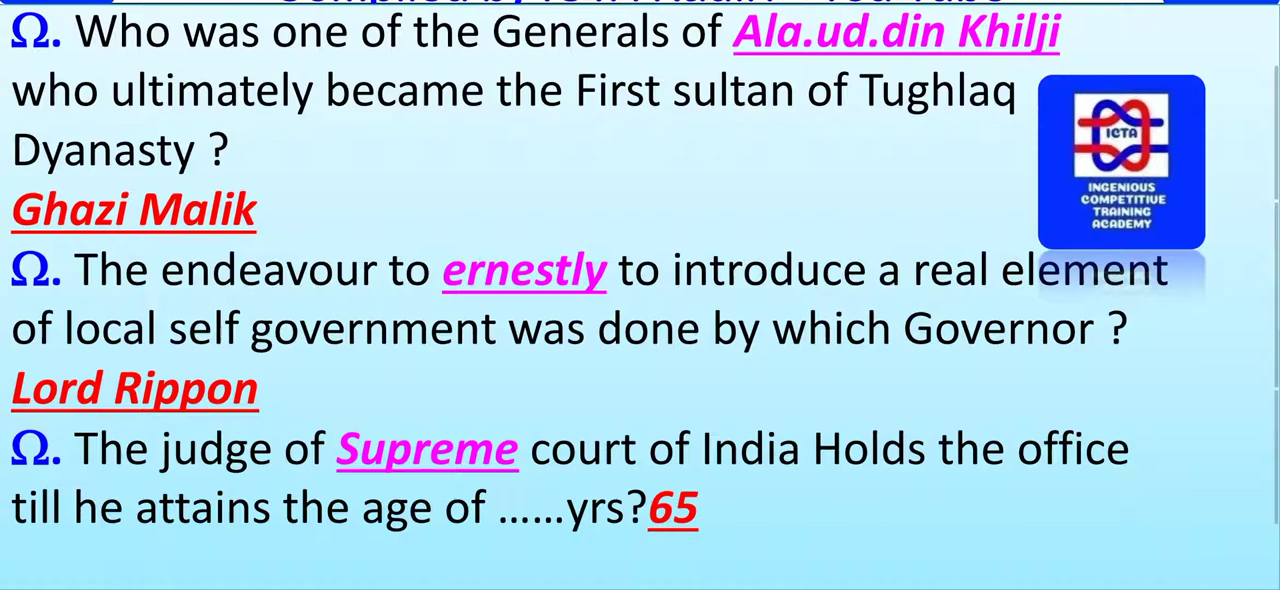 Ω. Who was one of the Generals of Ala.ud.din Khilji
who ultimately became the First sultan of Tughlaq
Dyanasty ?
Ghazi Malik
ICTA
INGENIOUS
COMPETITIVE
TRAINING
ACADEMY
Ω. The endeavour to ernestly to introduce a real element
of local self government was done by which Governor ?
Lord Rippon
Ω. The judge of Supreme court of India Holds the office
till he attains the age of ......yrs?65